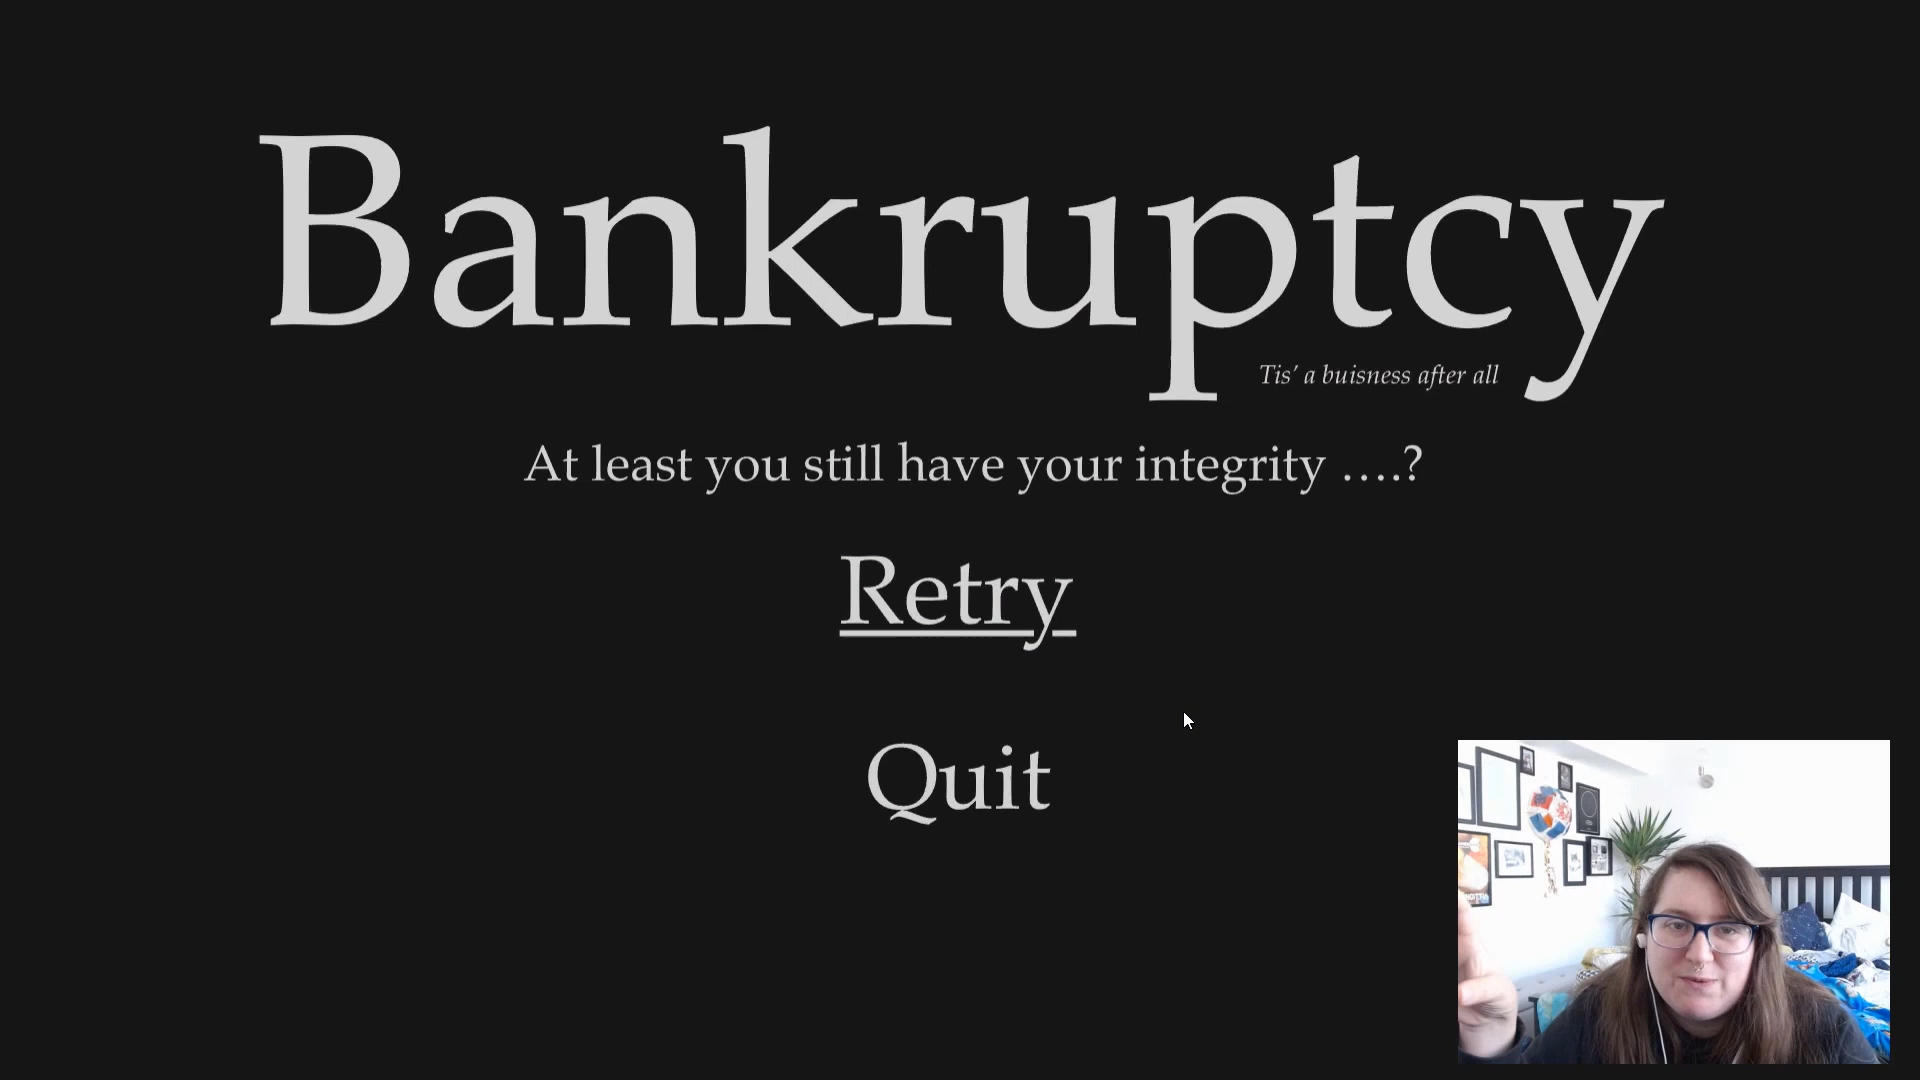 Bankruptcy
Tis' a buisness after all
At least you still have your integrity ….?
Retry
Quit